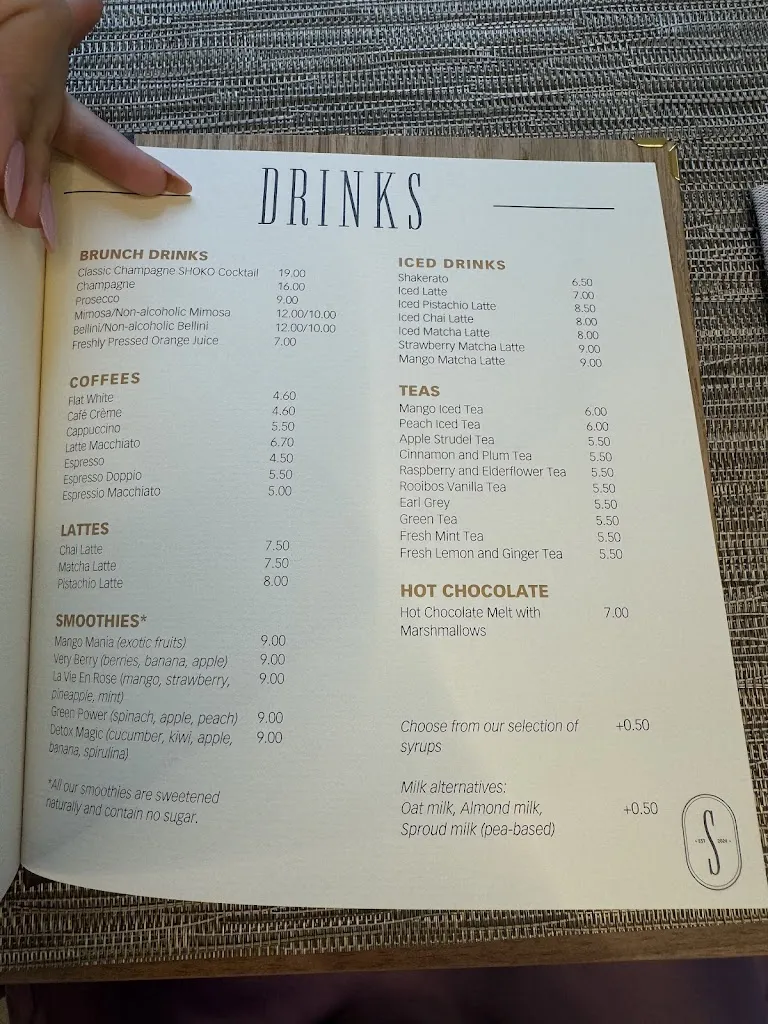 DRINKS
BRUNCH DRINKS
Classic Champagne SHOKO Cocktail 19.00
Champagne 16.00
Prosecco 9.00
Mimosa/Non-alcoholic Mimosa 12.00/10.00
Bellini/Non-alcoholic Bellini 12.00/10.00
Freshly Pressed Orange Juice 7.00
COFFEES
Flat White 4.60
Café Crème 4.60
Cappuccino 5.50
Latte Macchiato 6.70
Espresso 4.50
Espresso Doppio 5.50
Espressio Macchiato 5.00
LATTES
Chai Latte 7.50
Matcha Latte 7.50
Pistachio Latte 8.00
SMOOTHIES*
Mango Mania (exotic fruits) 9.00
Very Berry (berries, banana, apple) 9.00
La Vie En Rose (mango, strawberry, 9.00
pineapple, mint)
Green Power (spinach, apple, peach) 9.00
Detox Magic (cucumber, kiwi, apple, 9.00
banana, spirulina)
*All our smoothies are sweetened
naturally and contain no sugar.
ICED DRINKS
Shakerato 6.50
Iced Latte 7.00
Iced Pistachio Latte 8.50
Iced Chai Latte 8.00
Iced Matcha Latte 8.00
Strawberry Matcha Latte 9.00
Mango Matcha Latte 9.00
TEAS
Mango Iced Tea 6.00
Peach Iced Tea 6.00
Apple Strudel Tea 5.50
Cinnamon and Plum Tea 5.50
Raspberry and Elderflower Tea 5.50
Rooibos Vanilla Tea 5.50
Earl Grey 5.50
Green Tea 5.50
Fresh Mint Tea 5.50
Fresh Lemon and Ginger Tea 5.50
HOT CHOCOLATE
Hot Chocolate Melt with 7.00
Marshmallows
Choose from our selection of +0.50
syrups
Milk alternatives:
Oat milk, Almond milk, +0.50
Sproud milk (pea-based)
S